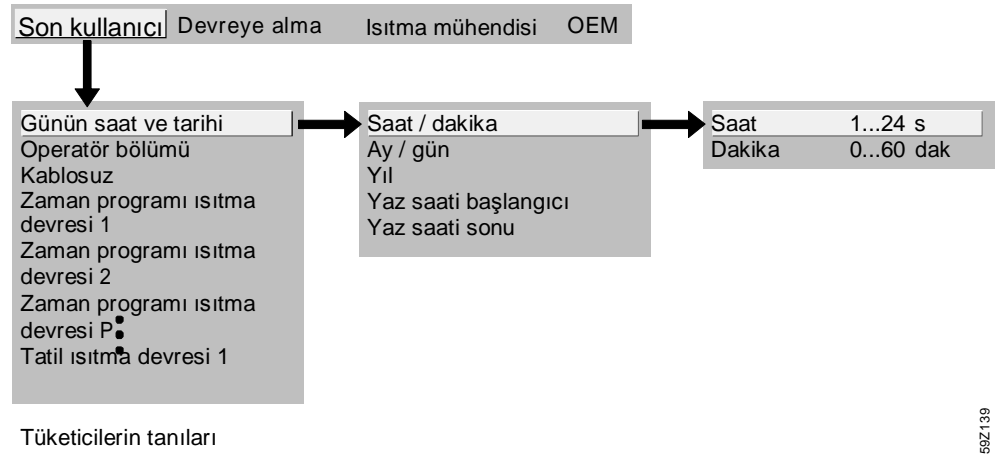 Son kullanıcı Devreye alma Isıtma mühendisi OEM
Günün saat ve tarihi
Operatör bölümü
Kablosuz
Zaman programı ısıtma
devresi 1
Zaman programı ısıtma
devresi 2
Zaman programı ısıtma
devresi P
Tatil ısıtma devresi 1
Saat / dakika
Ay / gün
Yıl
Yaz saati başlangıcı
Yaz saati sonu
Saat 1...24 s
Dakika 0...60 dak
Tüketicilerin tanıları
59Z139